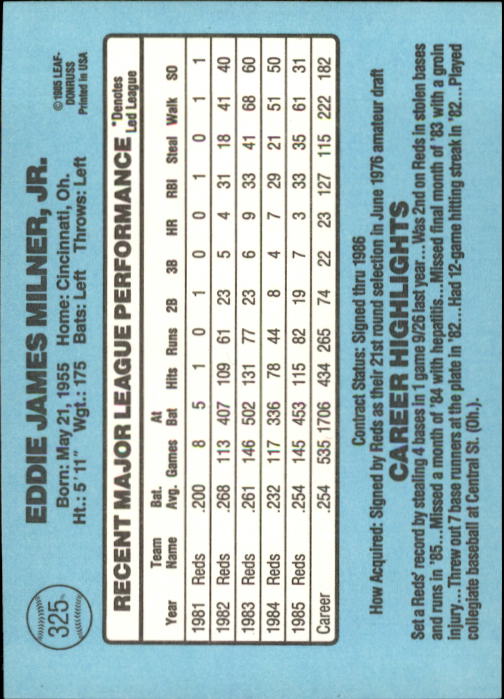 325
EDDIE JAMES MILNER, JR.
Born: May 21, 1955 Home: Cincinnati, Oh.
Ht.: 5' 11" Wgt.: 175 Bats: Left Throws: Left
©1985 LEAF-
DONRUSS
Printed in USA
RECENT MAJOR LEAGUE PERFORMANCE *Denotes
Led League
Year Team Name Bat. Avg. Games At Bat Hits Runs 2B 3B HR RBI Steal Walk SO
1981 Reds .200 8 5 1 0 1 0 0 1 0 1 1
1982 Reds .268 113 407 109 61 23 5 4 31 18 41 40
1983 Reds .261 146 502 131 77 23 6 9 33 41 68 60
1984 Reds .232 117 336 78 44 8 4 7 29 21 51 50
1985 Reds .254 145 453 115 82 19 7 3 33 35 61 31
Career .254 535 1706 434 265 74 22 23 127 115 222 182
Contract Status: Signed thru 1986
How Acquired: Signed by Reds as their 21st round selection in June 1976 amateur draft
CAREER HIGHLIGHTS
Set a Reds' record by stealing 4 bases in 1 game 9/26 last year...Was 2nd on Reds in stolen bases
and runs in '85...Missed a month of '84 with hepatitis...Missed final month of '83 with a groin
injury...Threw out 7 base runners at the plate in '82...Had 12-game hitting streak in '82...Played
collegiate baseball at Central St. (Oh.).